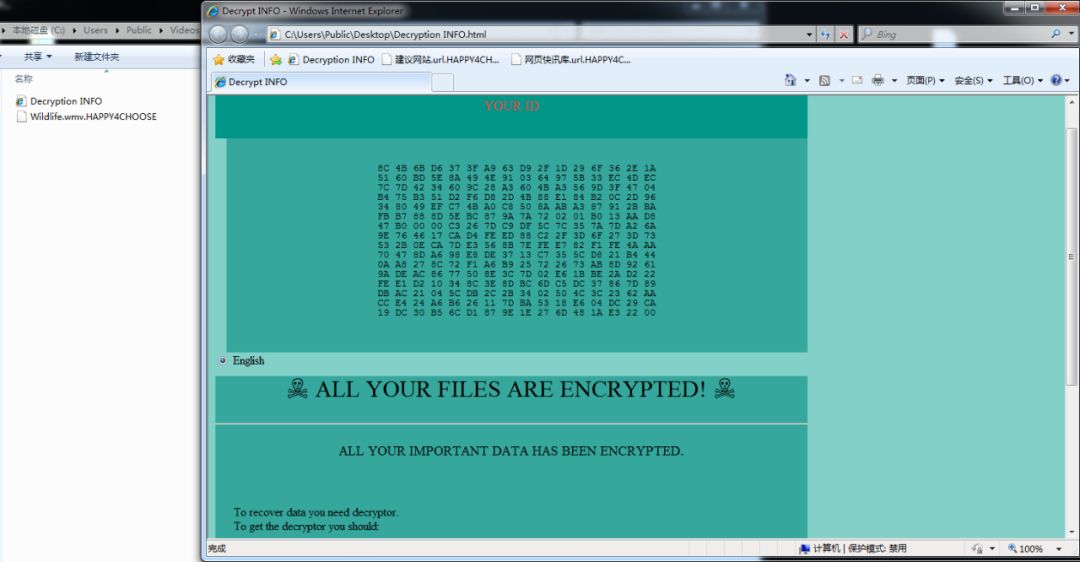 Decrypt INFO - Windows Internet Explorer
本地磁盘 (C:) Users Public Videos
C:\Users\Public\Desktop\Decryption INFO.html
Bing
共享 新建文件夹
收藏夹 Decryption INFO 建议网站.url.HAPPY4CH... 网页快讯库.url.HAPPY4C...
名称
Decrypt INFO
页面(P) 安全(S) 工具(O)
Decryption INFO
Wildlife.wmv.HAPPY4CHOOSE
YOUR ID
8C 4B 6B D6 37 3F A9 63 D9 2F 1D 29 6F 36 2E 1A
51 60 BD 5E 8A 49 4E 91 03 64 97 5B 33 EC 4D EC
7C 7D 42 34 60 9C 28 A3 60 4B A3 56 9D 3F 47 04
B4 75 B3 51 D2 F6 D8 2D 4B 88 E1 84 B2 0C 2D 96
34 80 49 EF C7 4B A0 C8 50 8A AB A3 87 91 2B BA
FB B7 88 8D 5E BC 87 9A 7A 72 02 01 B0 13 AA D8
47 B0 00 00 C3 26 7D C9 DF 5C 7C 35 7A 7D A2 6A
9E 76 46 17 CA D4 FE ED 88 C2 2F 3D 6F 27 3D 73
53 2B 0E CA 7D E3 56 8B 7E FE E7 82 F1 FE 4A AA
70 47 8D A6 98 E8 DE 37 13 C7 35 5C D8 21 B4 44
0A A8 27 8C 72 F1 A6 B9 25 72 26 73 AB 8D 92 61
9A DE AC 86 77 50 8E 3C 7D 02 E6 1B BE 2A D2 22
FE E1 D2 10 34 8C 3E 8D BC 6D C5 DC 37 86 7D 89
DB AC 21 04 5C DB 2C 2B 34 02 50 4C 3C 23 62 AA
CC E4 24 A6 B6 26 11 7D BA 53 18 E6 04 DC 29 CA
19 DC 30 B5 6C D1 87 9E 1E 27 6D 48 1A E3 22 00
English
☠ ALL YOUR FILES ARE ENCRYPTED! ☠
ALL YOUR IMPORTANT DATA HAS BEEN ENCRYPTED.
To recover data you need decryptor.
To get the decryptor you should:
完成
计算机 | 保护模式: 禁用
100%